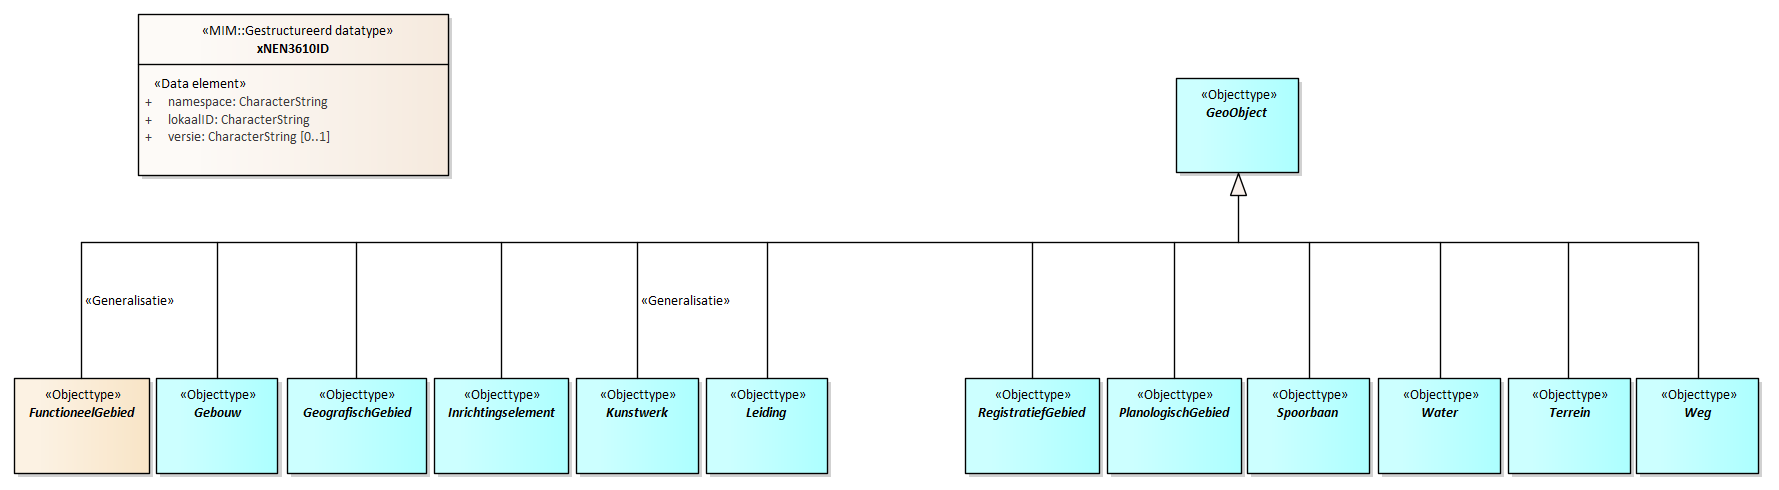 «MIM::Gestructureerd datatype»
xNEN3610ID
«Data element»
+ namespace: CharacterString
+ lokaalID: CharacterString
+ versie: CharacterString [0..1]
«Objecttype»
GeoObject
«Generalisatie»
«Generalisatie»
«Objecttype»
FunctioneelGebied
«Objecttype»
Gebouw
«Objecttype»
GeografischGebied
«Objecttype»
Inrichtingselement
«Objecttype»
Kunstwerk
«Objecttype»
Leiding
«Objecttype»
RegistratiefGebied
«Objecttype»
PlanologischGebied
«Objecttype»
Spoorbaan
«Objecttype»
Water
«Objecttype»
Terrein
«Objecttype»
Weg